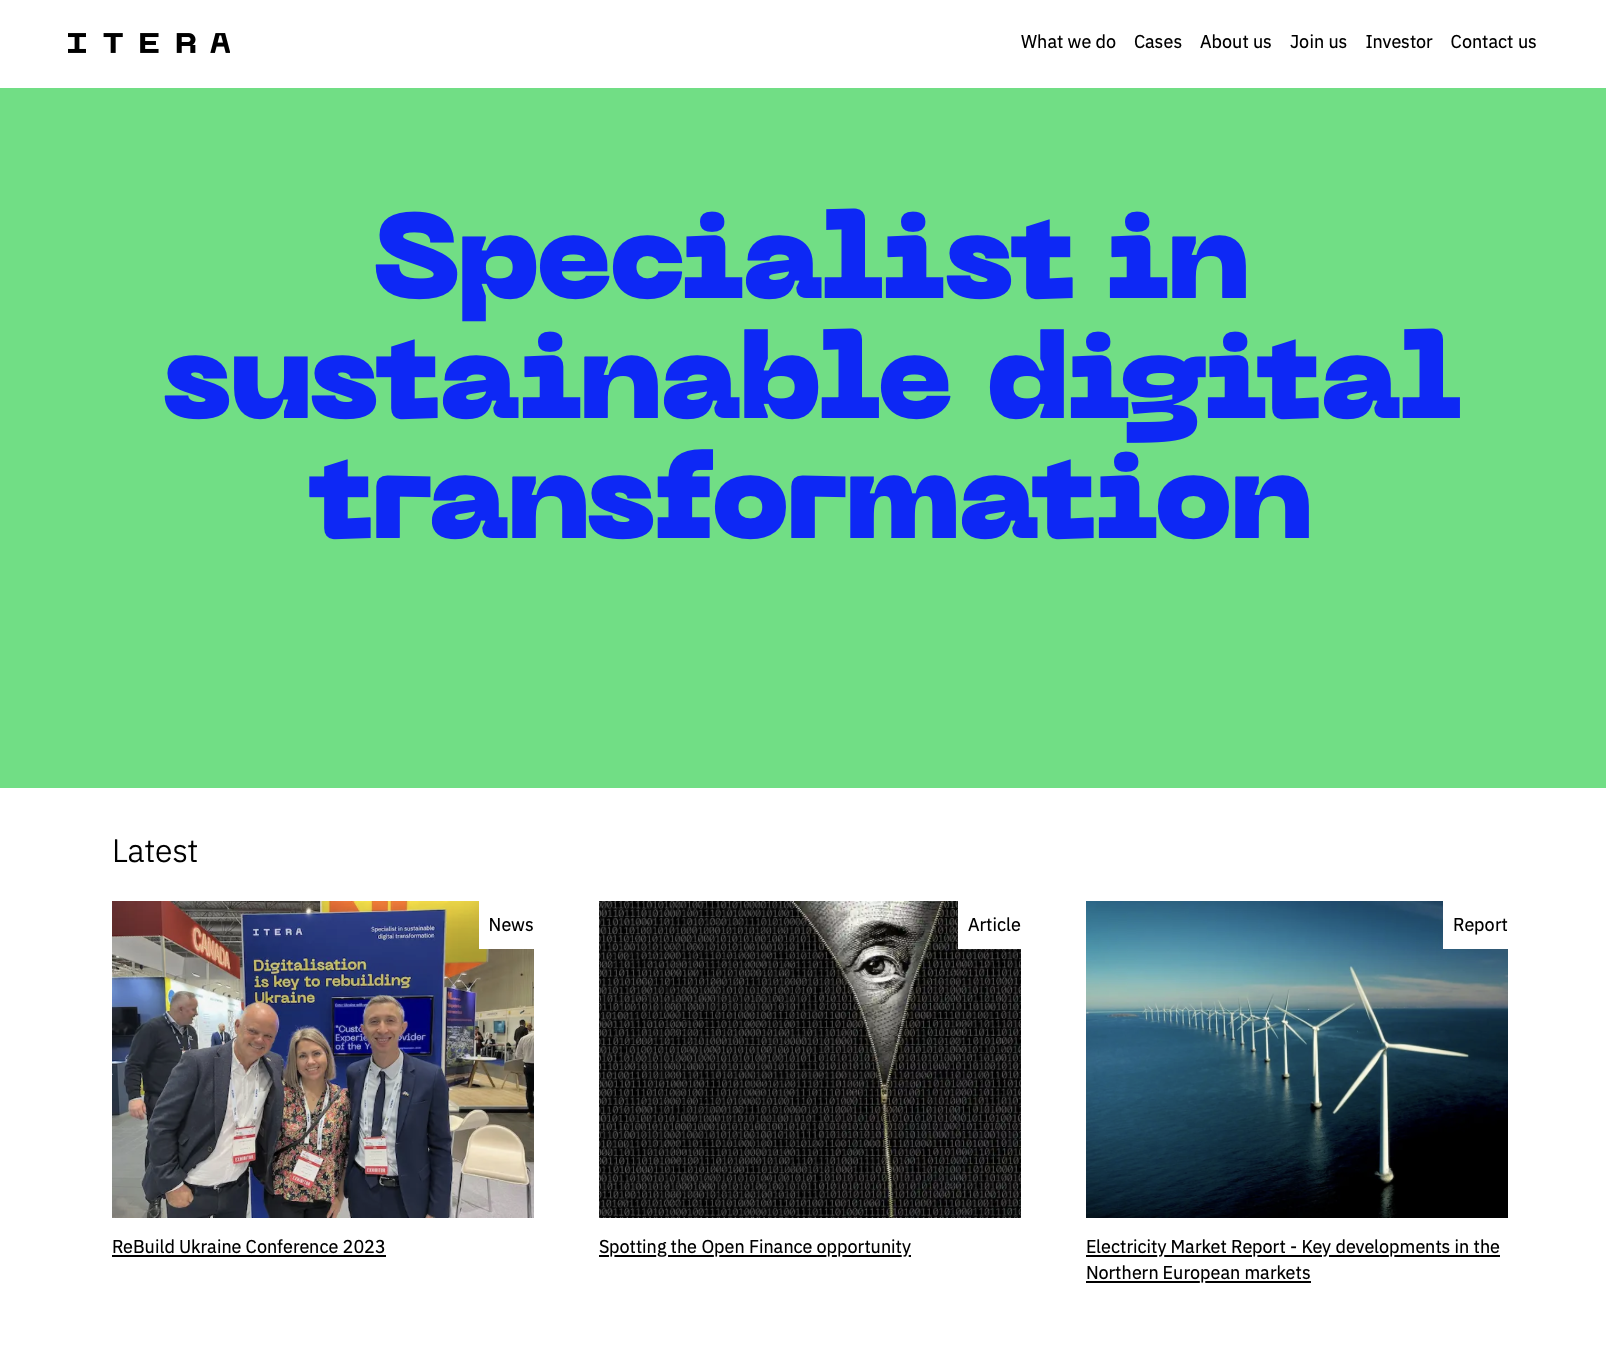 ITERA
What we do Cases About us Join us Investor Contact us
Specialist in
sustainable digital
transformation
Latest
News
CANADA
ITERA
Specialist in sustainable
digital transformation
Digitalisation
is key to rebuilding
Ukraine
of the
Article
Report
ReBuild Ukraine Conference 2023
Spotting the Open Finance opportunity
Electricity Market Report - Key developments in the
Northern European markets